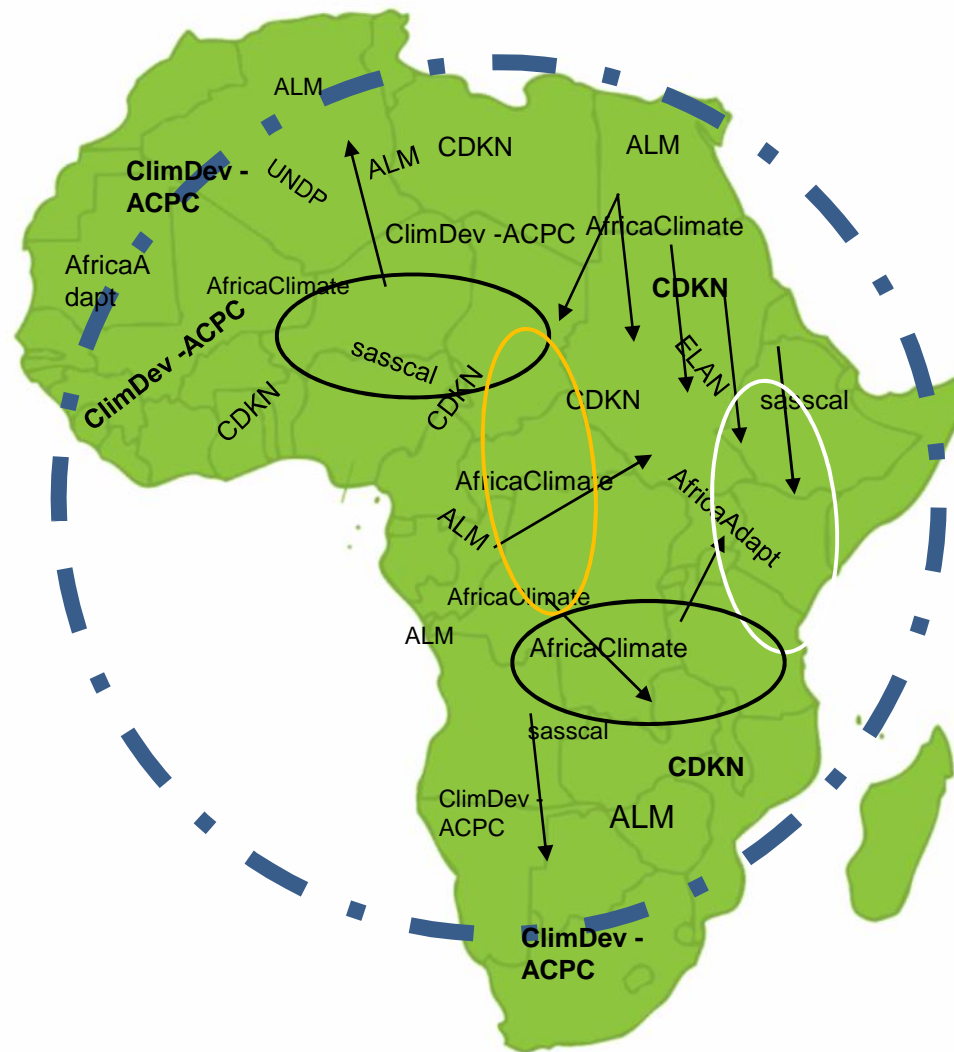 ALM
CDKN
ALM
ALM
ClimDev -
ACPC
UNDP
AfricaClimate
ClimDev -ACPC
AfricaA
dapt
AfricaClimate
CDKN
ClimDev -ACPC
sasscal
ELAN
CDKN
CDKN
CDKN
sasscal
AfricaClimate
AfricaAdapt
ALM
AfricaClimate
ALM
AfricaClimate
sasscal
CDKN
ClimDev -
ACPC
ALM
ClimDev -
ACPC